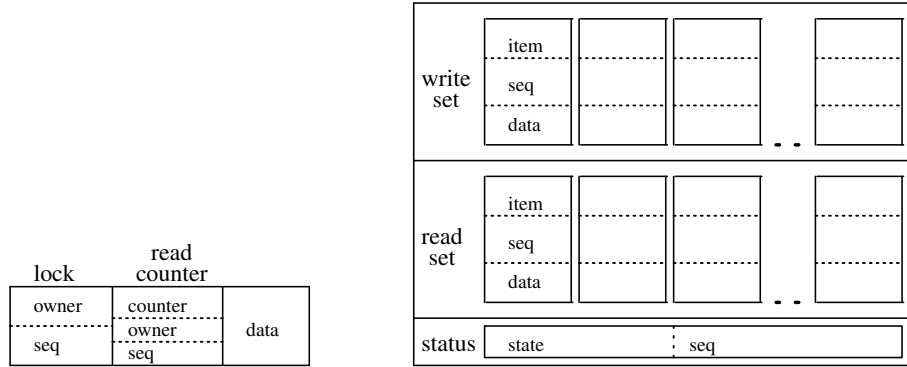 lock
read
counter
owner
seq
counter
owner
seq
data
write
set
item
seq
data
read
set
item
seq
data
status
state
seq